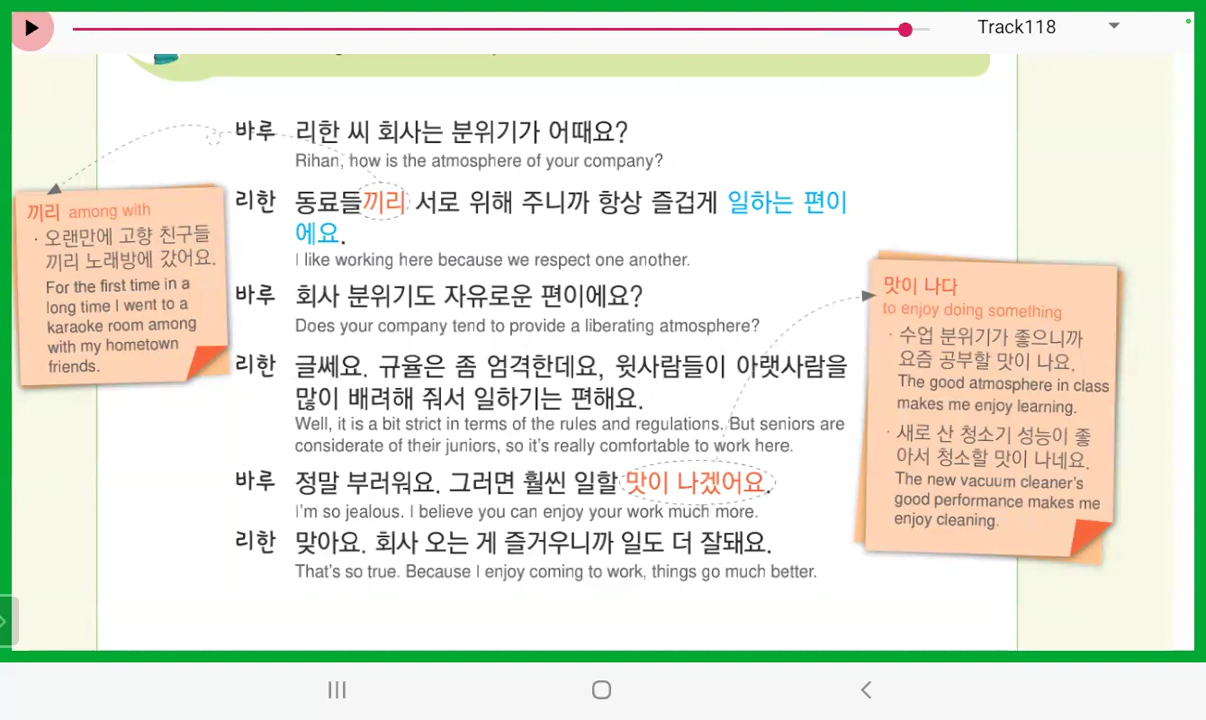 Track118
바루 리한 씨 회사는 분위기가 어때요?
Rihan, how is the atmosphere of your company?
리한 동료들끼리 서로 위해 주니까 항상 즐겁게 일하는 편이
에요.
I like working here because we respect one another.
바루 회사 분위기도 자유로운 편이에요?
Does your company tend to provide a liberating atmosphere?
리한 글쎄요. 규율은 좀 엄격한데요, 윗사람들이 아랫사람을
많이 배려해 줘서 일하기는 편해요.
Well, it is a bit strict in terms of the rules and regulations. But seniors are
considerate of their juniors, so it's really comfortable to work here.
바루 정말 부러워요. 그러면 훨씬 일할 맛이 나겠어요.
I'm so jealous. I believe you can enjoy your work much more.
리한 맞아요. 회사 오는 게 즐거우니까 일도 더 잘돼요.
That's so true. Because I enjoy coming to work, things go much better.
끼리 among with
· 오랜만에 고향 친구들
끼리 노래방에 갔어요.
For the first time in a
long time I went to a
karaoke room among
with my hometown
friends.
맛이 나다
to enjoy doing something
· 수업 분위기가 좋으니까
요즘 공부할 맛이 나요.
The good atmosphere in class
makes me enjoy learning.
· 새로 산 청소기 성능이 좋
아서 청소할 맛이 나네요.
The new vacuum cleaner's
good performance makes me
enjoy cleaning.